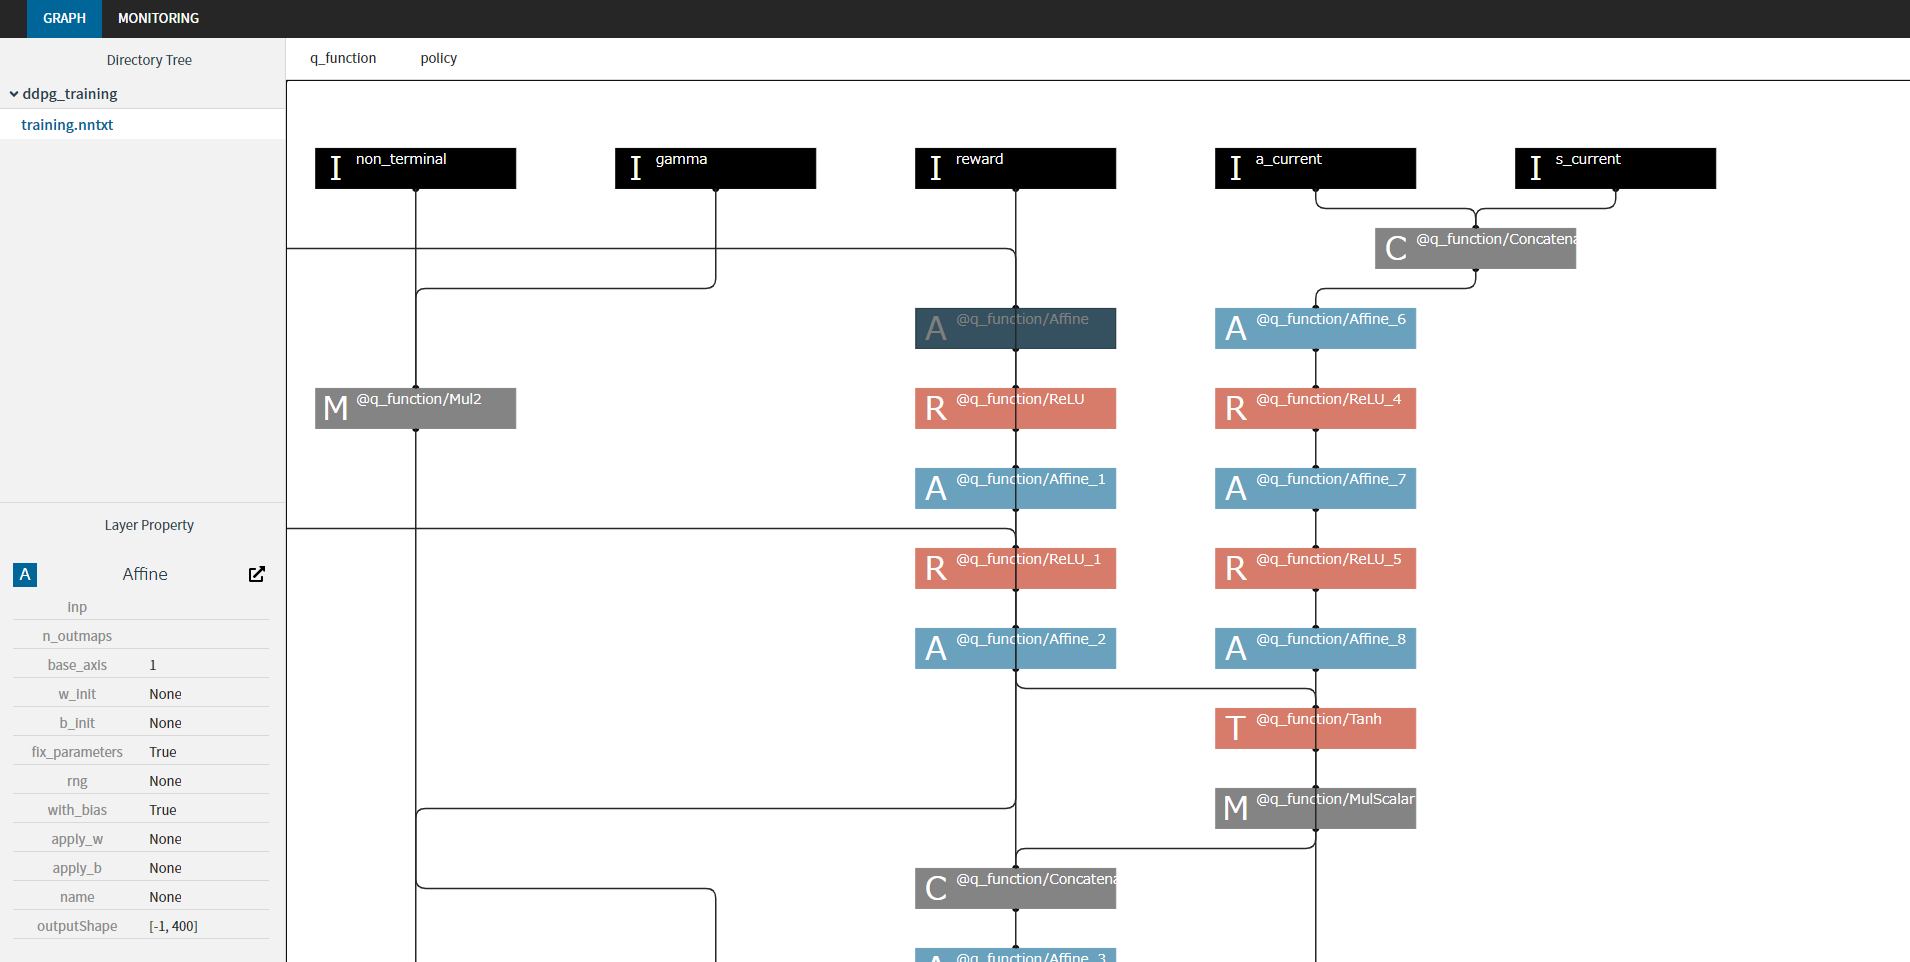 GRAPH MONITORING
Directory Tree
ddpg_training
training.nntxt
q_function policy
I non_terminal
I gamma
I reward
I a_current
I s_current
C @q_function/Concatena
A @q_function/Affine
A @q_function/Affine_6
M @q_function/Mul2
R @q_function/ReLU
R @q_function/ReLU_4
A @q_function/Affine_1
A @q_function/Affine_7
R @q_function/ReLU_1
R @q_function/ReLU_5
A @q_function/Affine_2
A @q_function/Affine_8
T @q_function/Tanh
M @q_function/MulScalar
C @q_function/Concatena
A @q_function/Affine_3
Layer Property
A Affine
inp
n_outmaps
base_axis 1
w_init None
b_init None
fix_parameters True
rng None
with_bias True
apply_w None
apply_b None
name None
outputShape [-1, 400]